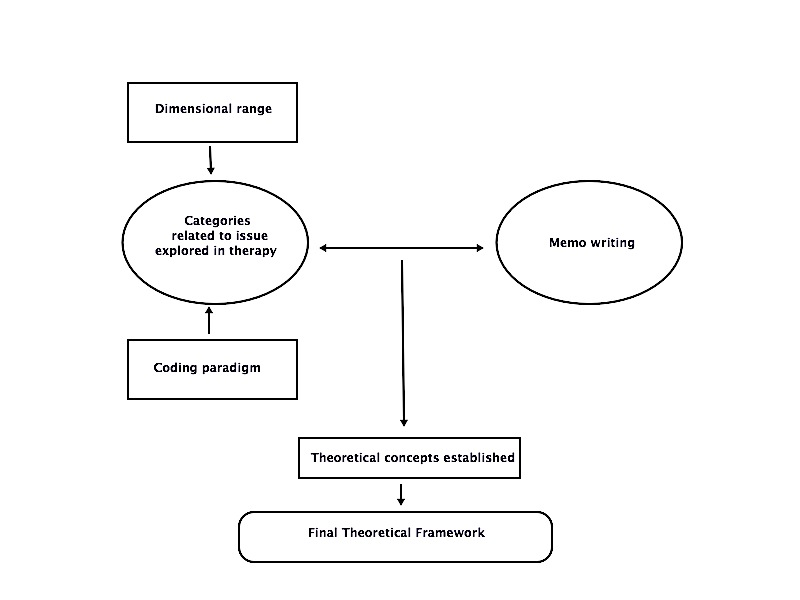 Dimensional range
Categories
related to issue
explored in therapy
Memo writing
Coding paradigm
Theoretical concepts established
Final Theoretical Framework